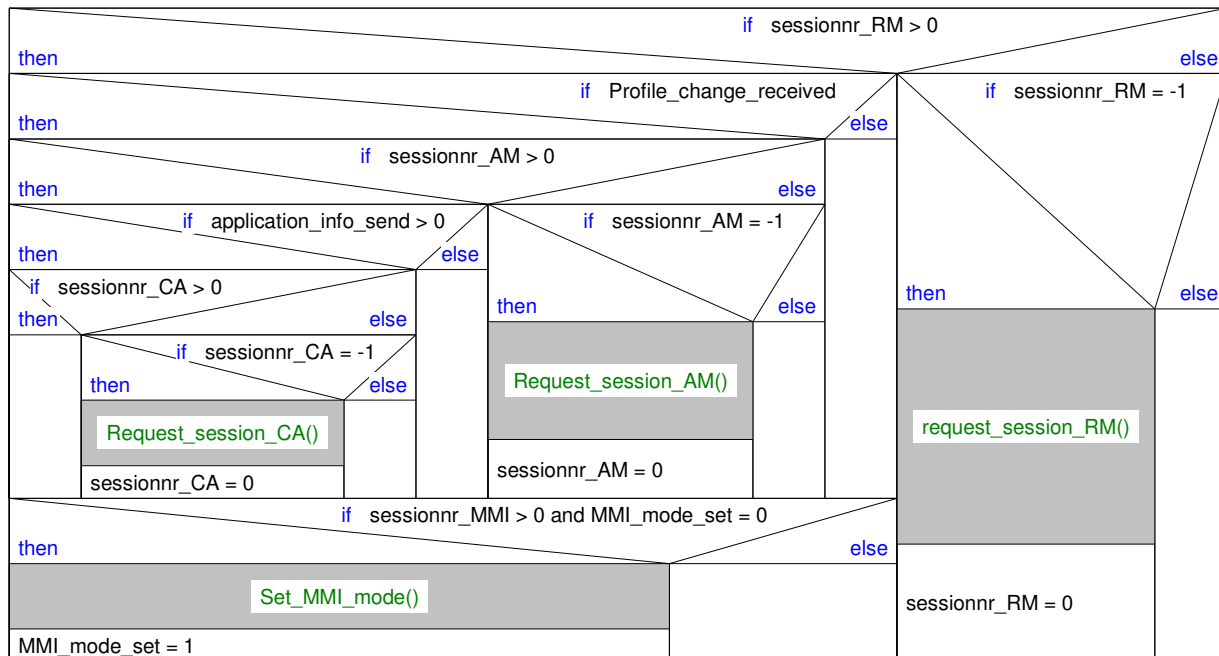 if sessionnr_RM > 0
then else
if Profile_change_received if sessionnr_RM = -1
then else
if sessionnr_AM > 0
then else
if application_info_send > 0 if sessionnr_AM = -1
then else
if sessionnr_CA > 0
then else then else then else
if sessionnr_CA = -1
then else
Request_session_AM()
Request_session_CA() request_session_RM()
sessionnr_CA = 0 sessionnr_AM = 0
if sessionnr_MMI > 0 and MMI_mode_set = 0
then else
Set_MMI_mode()
sessionnr_RM = 0
MMI_mode_set = 1